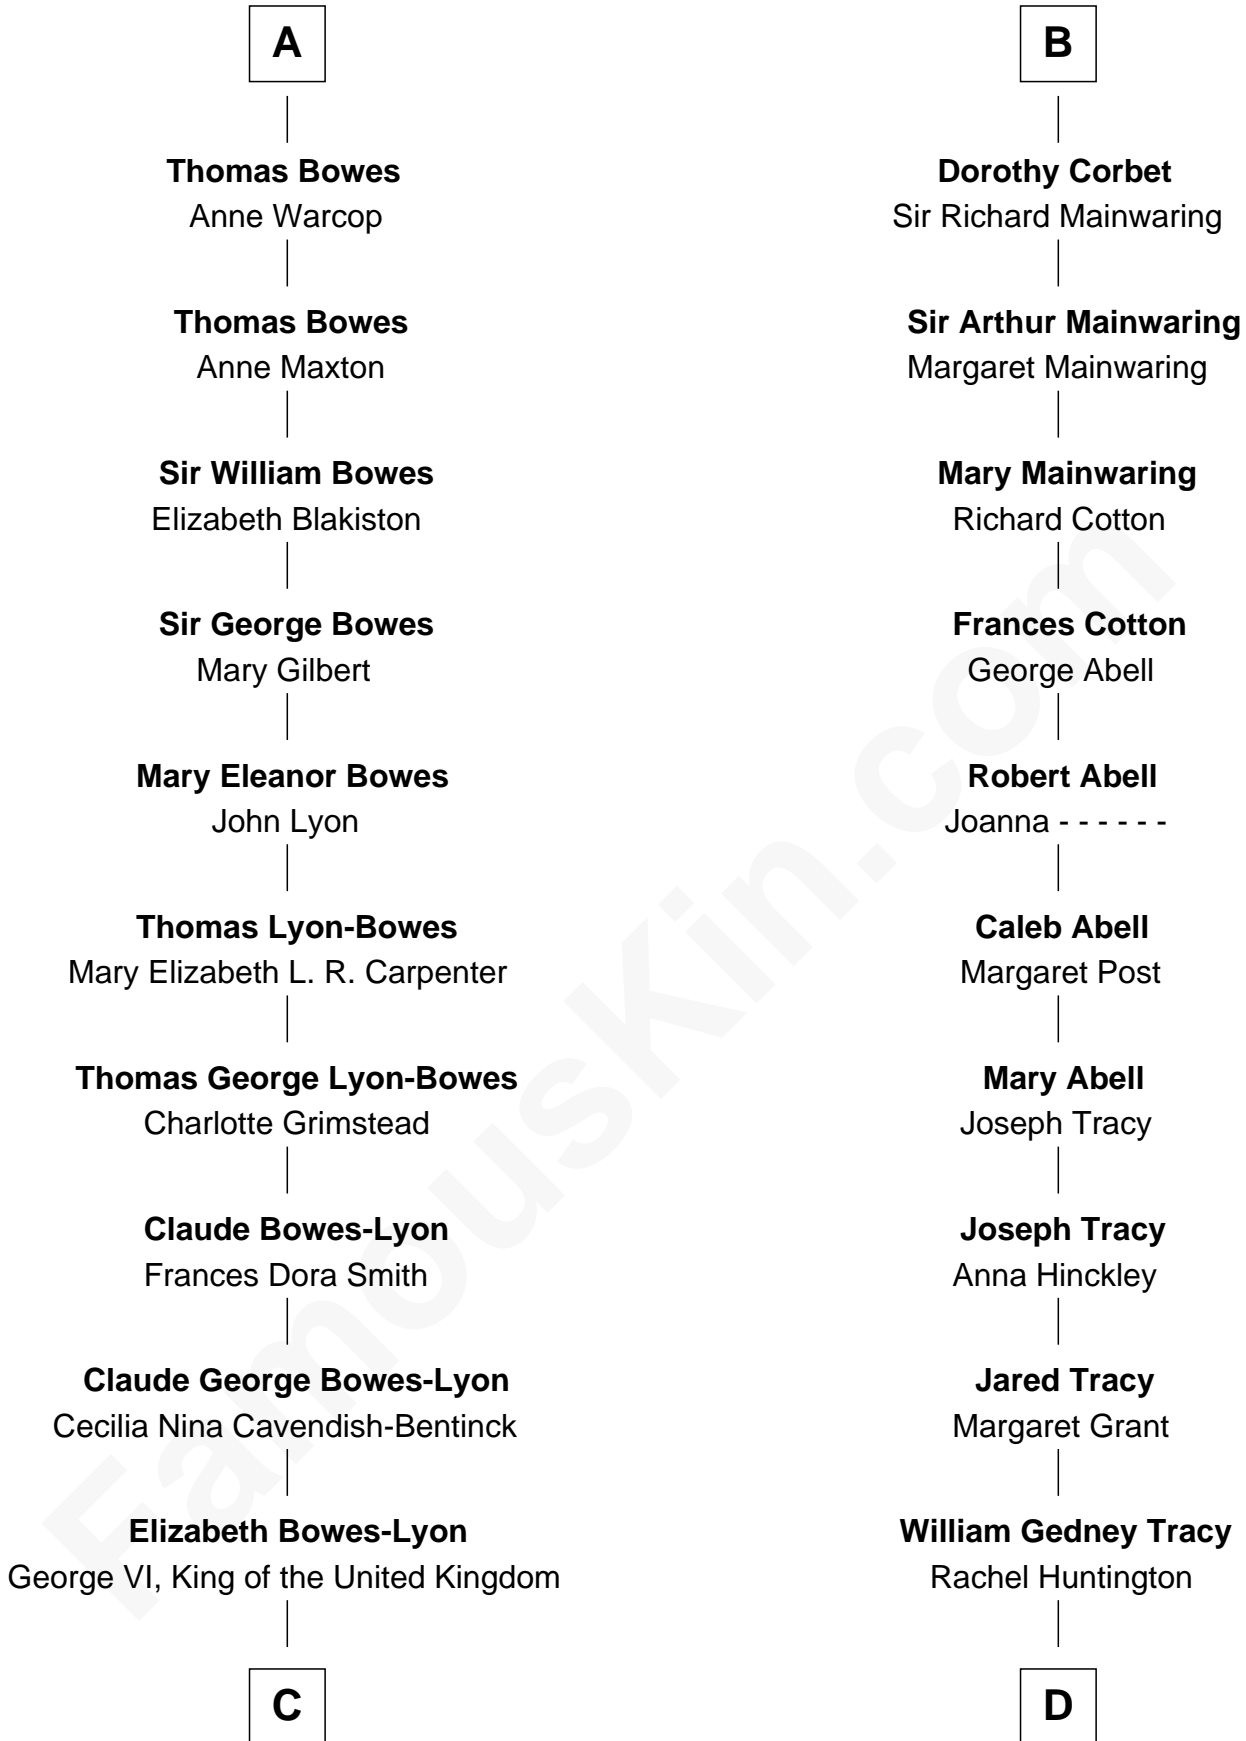 A
Thomas Bowes
Anne Warcop
Thomas Bowes
Anne Maxton
Sir William Bowes
Elizabeth Blakiston
Sir George Bowes
Mary Gilbert
Mary Eleanor Bowes
John Lyon
Thomas Lyon-Bowes
Mary Elizabeth L. R. Carpenter
Thomas George Lyon-Bowes
Charlotte Grimstead
Claude Bowes-Lyon
Frances Dora Smith
Claude George Bowes-Lyon
Cecilia Nina Cavendish-Bentinck
Elizabeth Bowes-Lyon
George VI, King of the United Kingdom
C
B
Dorothy Corbet
Sir Richard Mainwaring
Sir Arthur Mainwaring
Margaret Mainwaring
Mary Mainwaring
Richard Cotton
Frances Cotton
George Abell
Robert Abell
Joanna - - - - - -
Caleb Abell
Margaret Post
Mary Abell
Joseph Tracy
Joseph Tracy
Anna Hinckley
Jared Tracy
Margaret Grant
William Gedney Tracy
Rachel Huntington
D
FamousKin.com